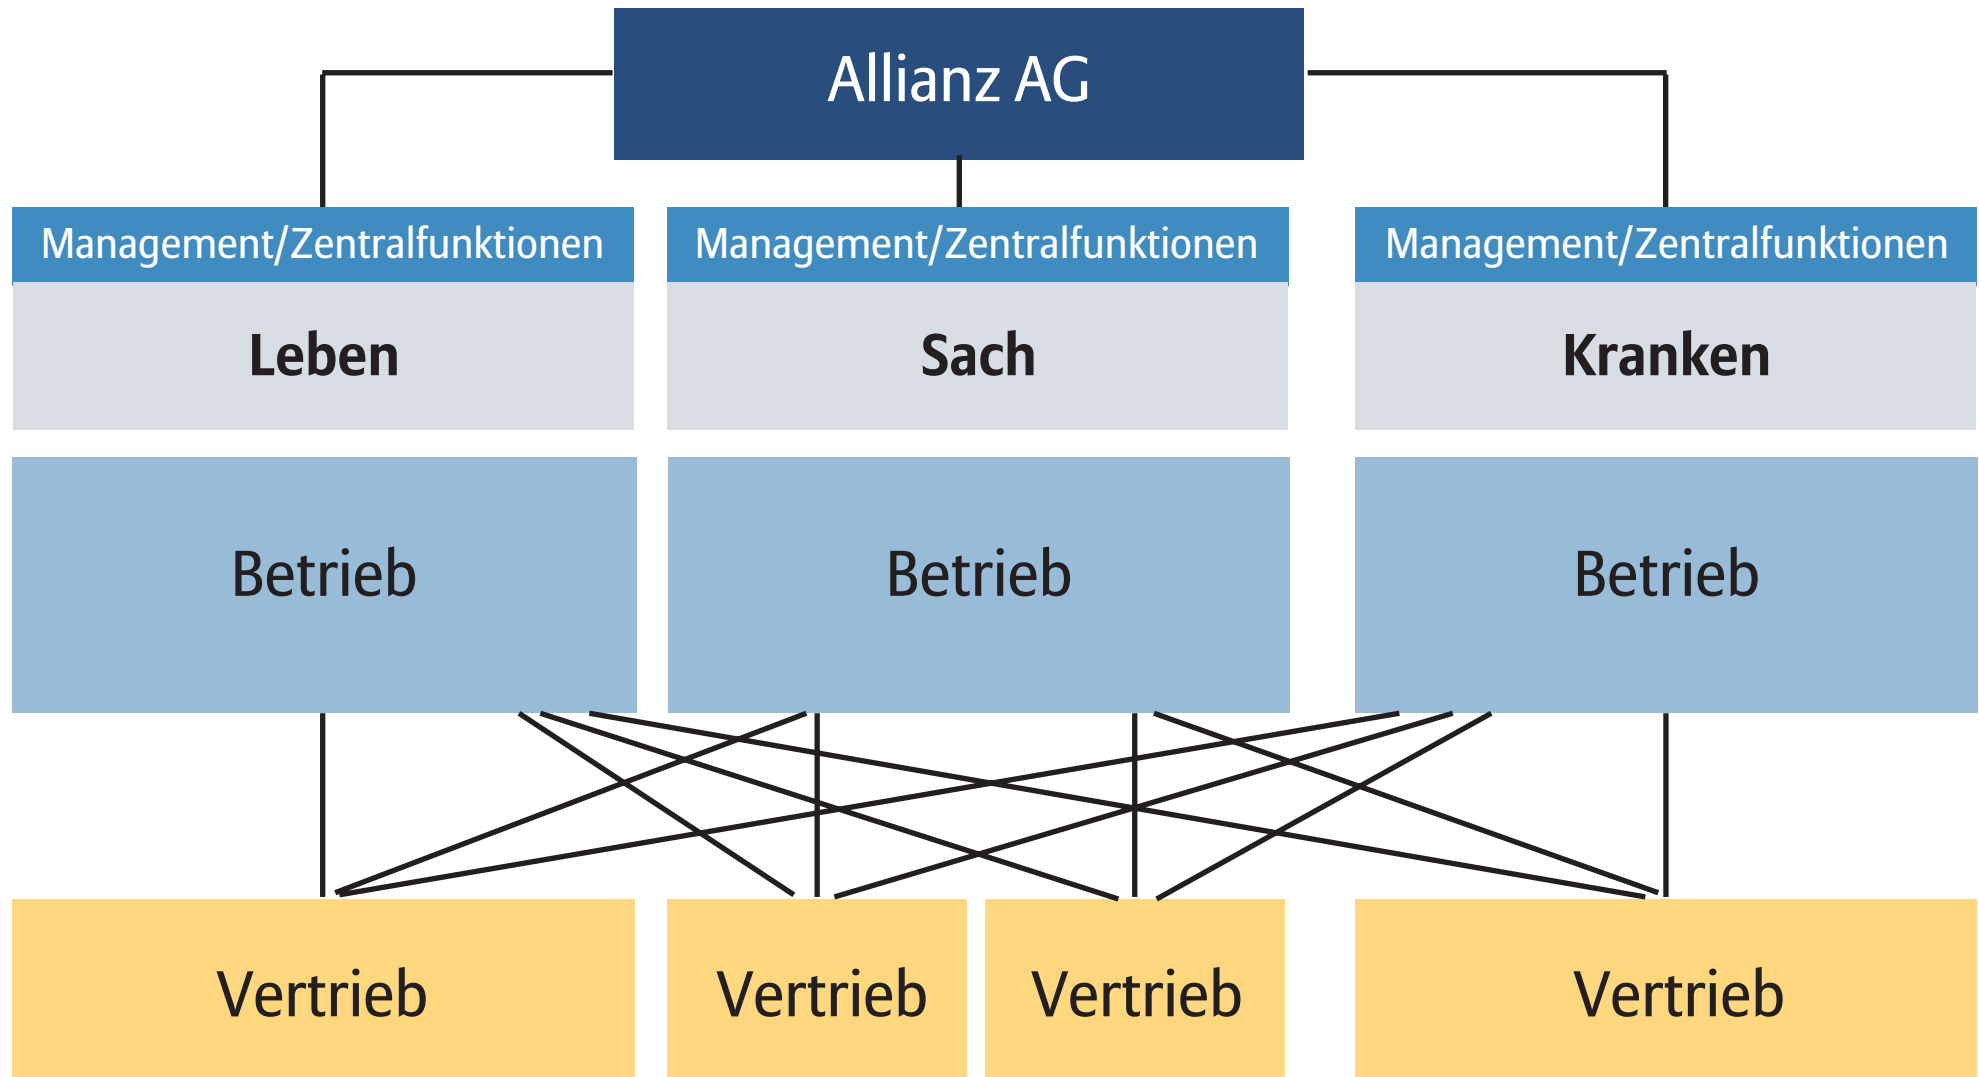 Allianz AG
Management/Zentralfunktionen
Management/Zentralfunktionen
Management/Zentralfunktionen
Leben
Sach
Kranken
Betrieb
Betrieb
Betrieb
Vertrieb
Vertrieb
Vertrieb
Vertrieb